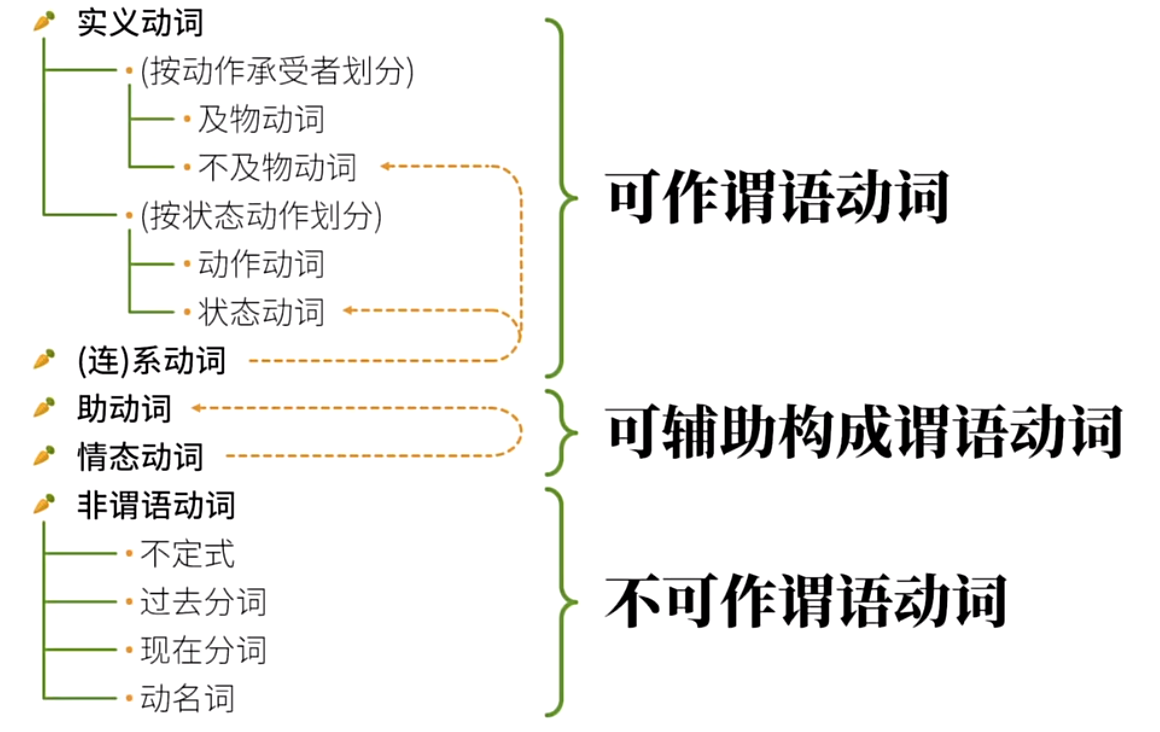 实义动词
(按动作承受者划分)
及物动词
不及物动词
(按状态动作划分)
动作动词
状态动词
(连)系动词
可作谓语动词
助动词
情态动词
可辅助构成谓语动词
非谓语动词
不定式
过去分词
现在分词
动名词
不可作谓语动词